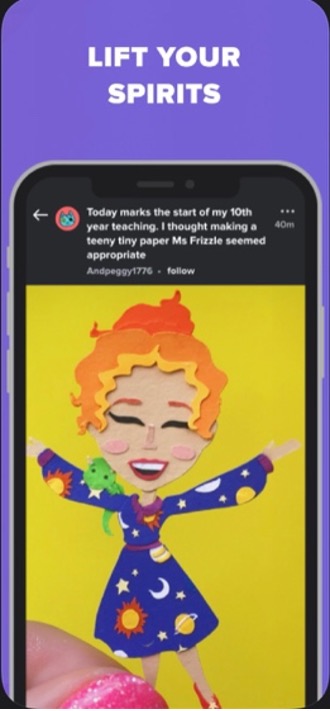 LIFT YOUR
SPIRITS
Today marks the start of my 10th
year teaching. I thought making a
teeny tiny paper Ms Frizzle seemed
appropriate
40m
Andpeggy1776 • follow